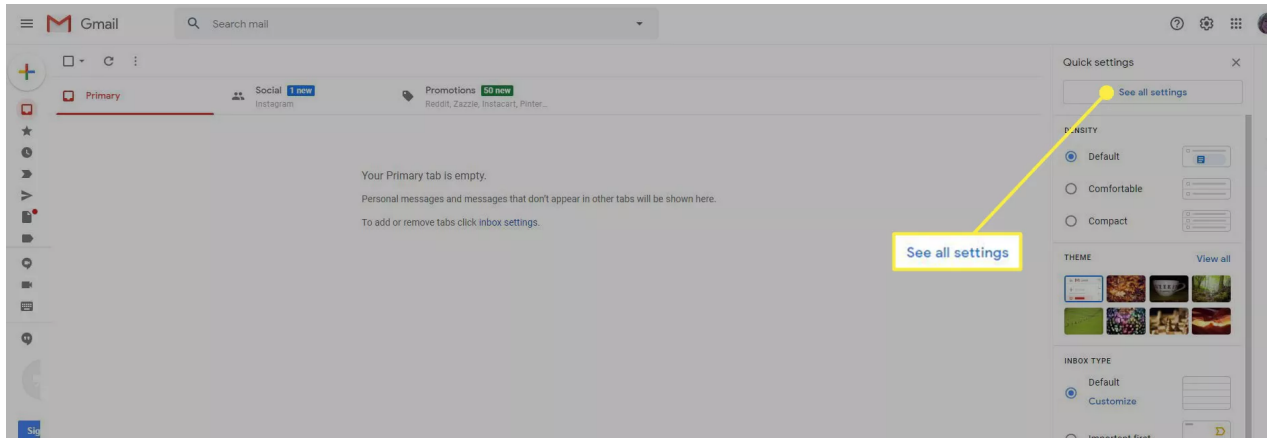 Gmail
Search mail
Quick settings
See all settings
Primary
Social 1 new
Instagram
Promotions 50 new
Reddit, Zazzle, Instacart, Pinter...
DENSITY
Default
Comfortable
Compact
Your Primary tab is empty.
Personal messages and messages that don't appear in other tabs will be shown here.
To add or remove tabs click inbox settings.
See all settings
THEME
View all
INBOX TYPE
Default
Customize
Important first
Sig